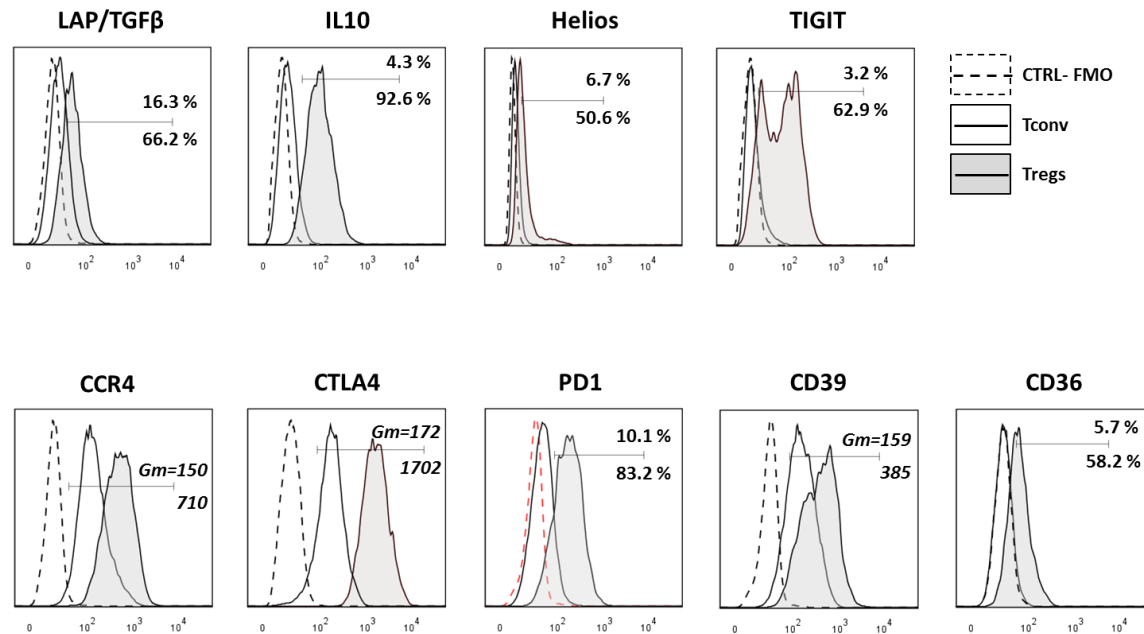 LAP/TGFβ
IL10
Helios
TIGIT
16.3 %
66.2 %
4.3 %
92.6 %
6.7 %
50.6 %
3.2 %
62.9 %
CTRL- FMO
Tconv
Tregs
0 10² 10³ 10⁴
0 10² 10³ 10⁴
0 10² 10³ 10⁴
0 10² 10³ 10⁴
CCR4
CTLA4
PD1
CD39
CD36
Gm=150
710
Gm=172
1702
10.1 %
83.2 %
Gm=159
385
5.7 %
58.2 %
0 10² 10³ 10⁴
0 10² 10³ 10⁴
0 10² 10³ 10⁴
0 10² 10³ 10⁴
0 10² 10³ 10⁴